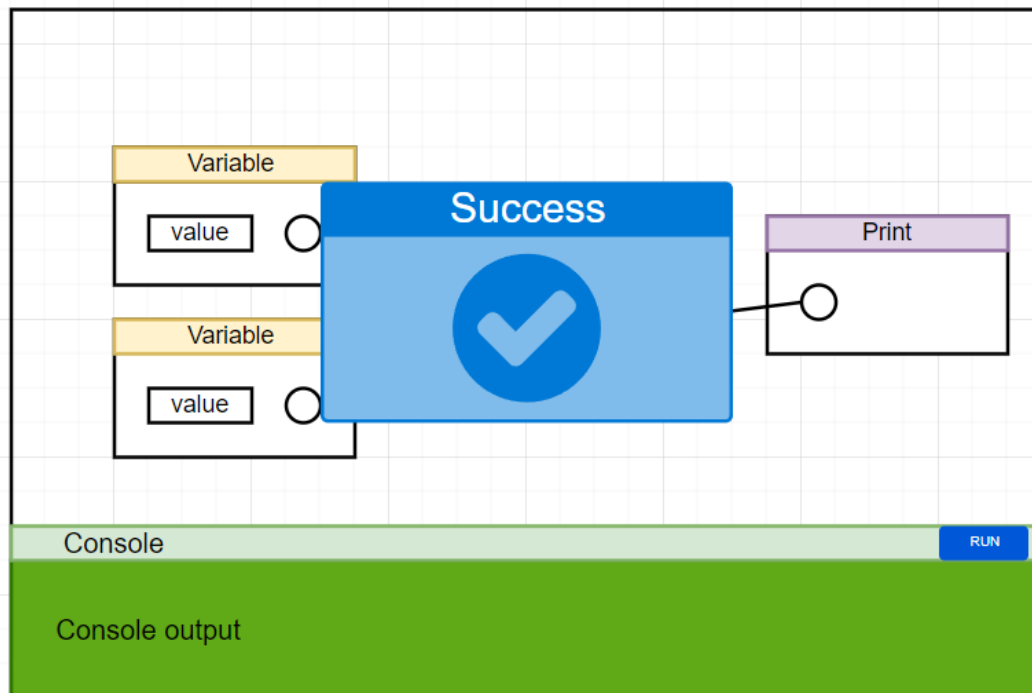 Variable
value
Success
Print
Variable
value
Console
RUN
Console output